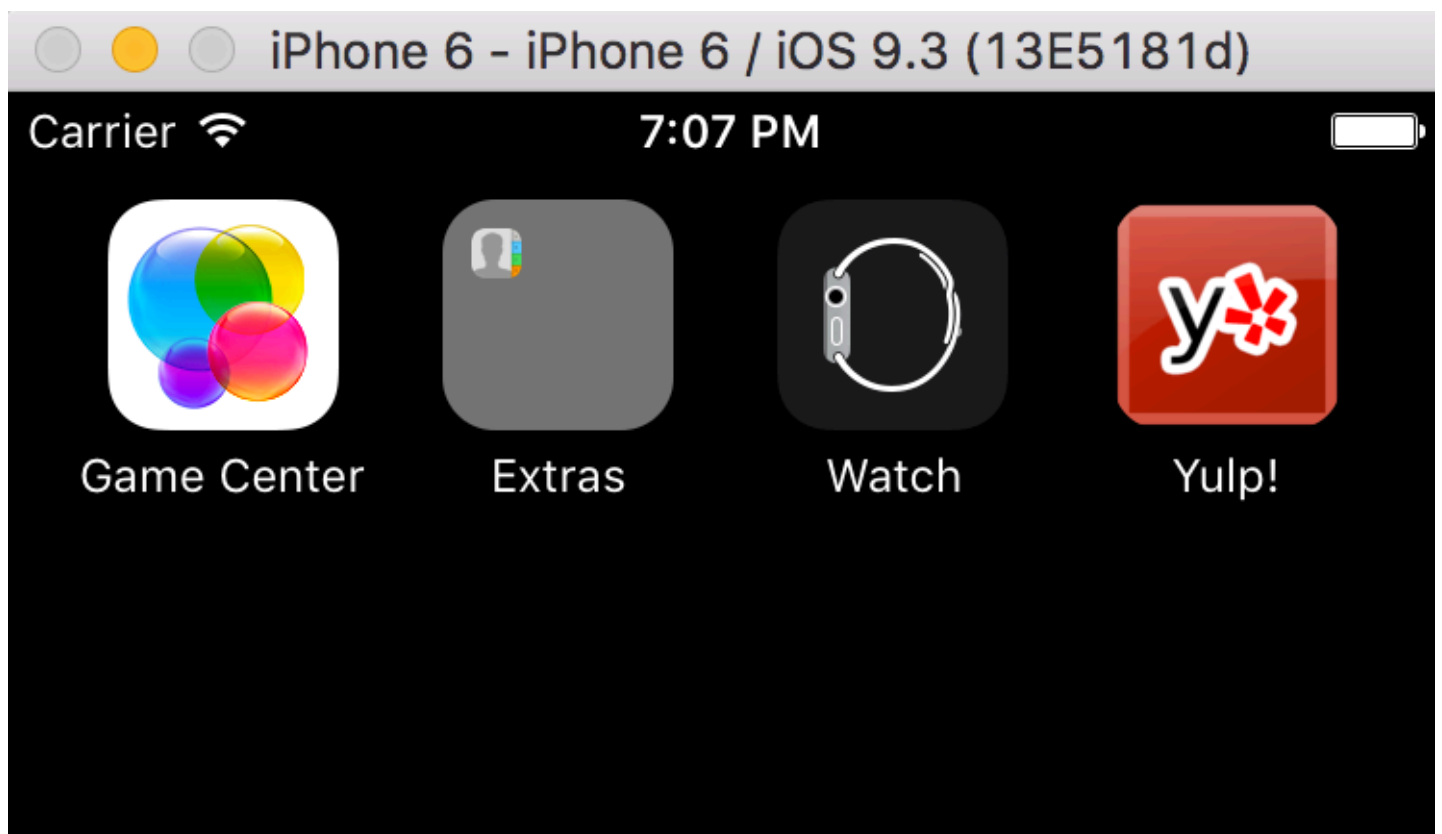 iPhone 6 - iPhone 6 / iOS 9.3 (13E5181d)
Carrier 7:07 PM
y
Game Center Extras Watch Yulp!